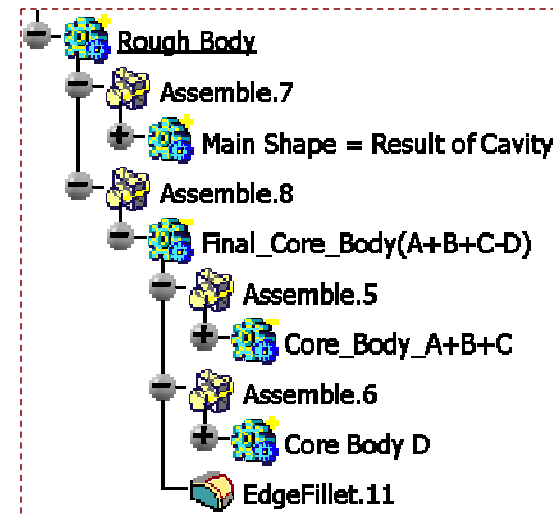 Rough Body
Assemble.7
Main Shape = Result of Cavity
Assemble.8
Final_Core_Body(A+B+C-D)
Assemble.5
Core_Body_A+B+C
Assemble.6
Core Body D
EdgeFillet.11